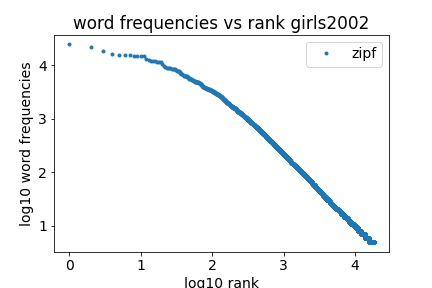 word frequencies vs rank girls2002
zipf
log10 word frequencies
4
3
2
1
0 1 2 3 4
log10 rank